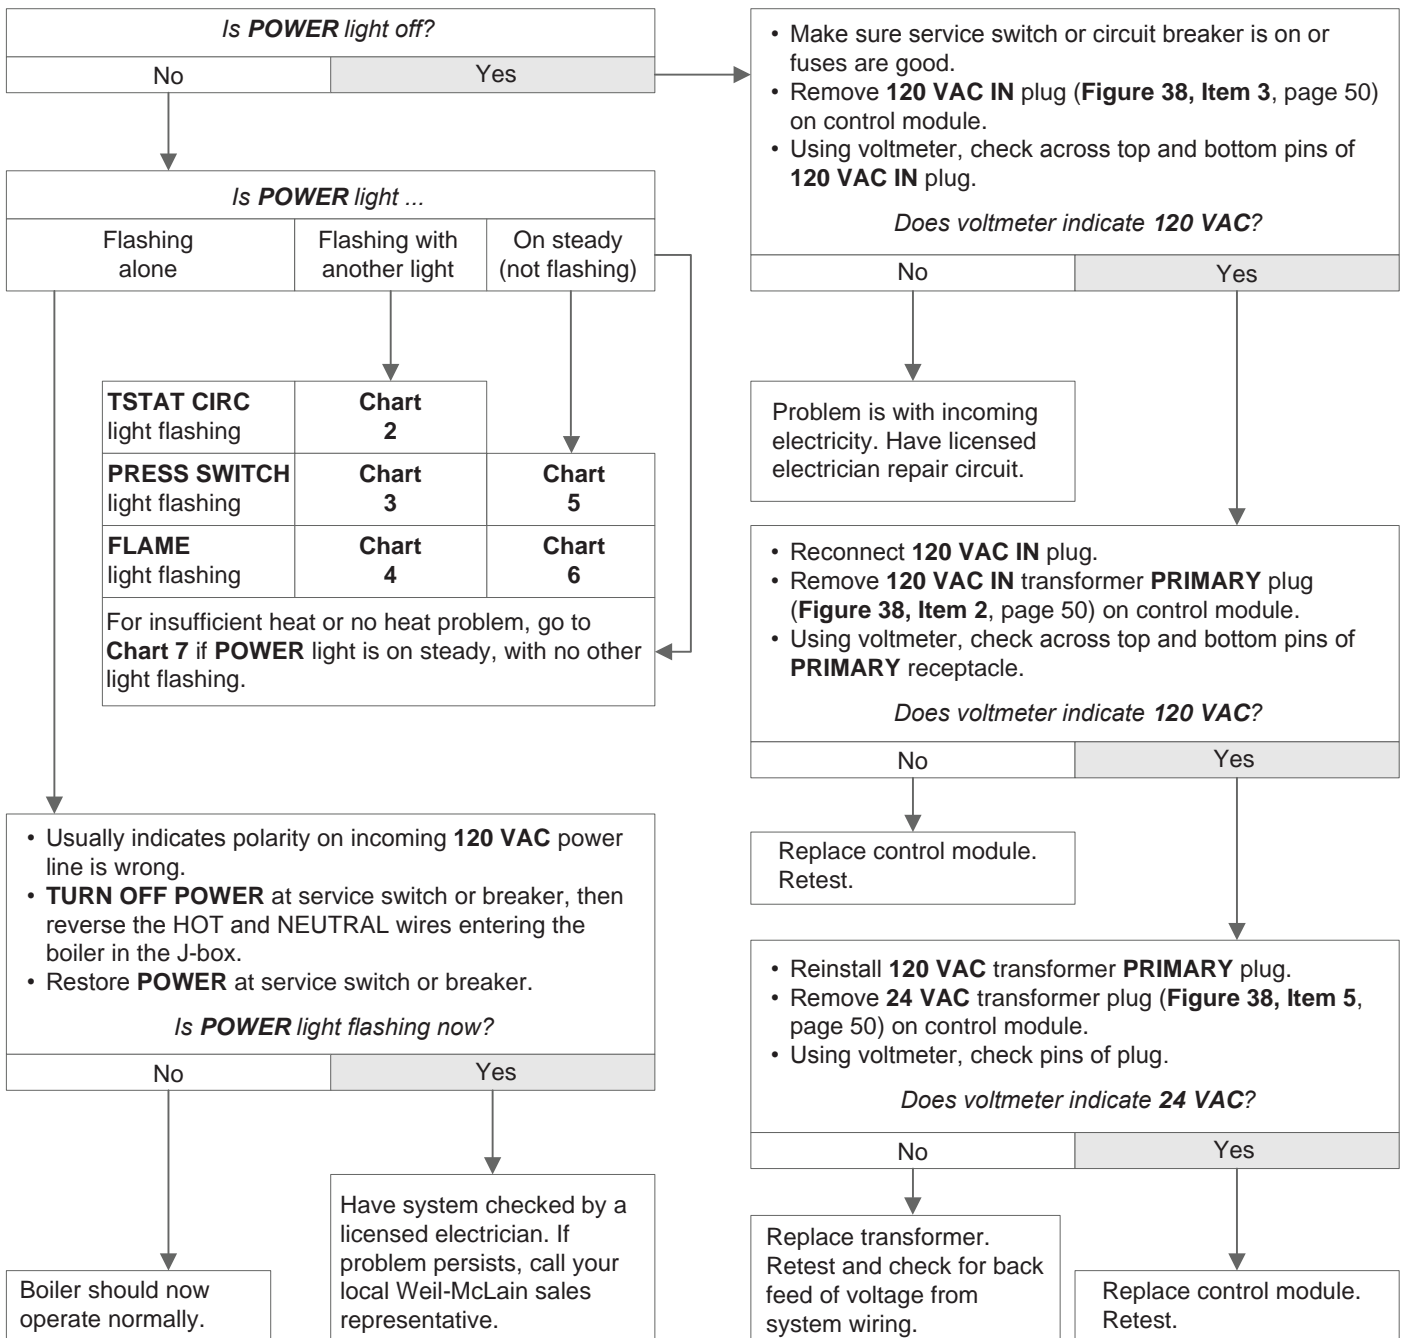 Is POWER light off?
No
Yes
Is POWER light ...
Flashing
alone
Flashing with
another light
On steady
(not flashing)
TSTAT CIRC
light flashing
Chart
2
PRESS SWITCH
light flashing
Chart
3
Chart
5
FLAME
light flashing
Chart
4
Chart
6
For insufficient heat or no heat problem, go to
Chart 7 if POWER light is on steady, with no other
light flashing.
• Usually indicates polarity on incoming 120 VAC power
line is wrong.
• TURN OFF POWER at service switch or breaker, then
reverse the HOT and NEUTRAL wires entering the
boiler in the J-box.
• Restore POWER at service switch or breaker.
Is POWER light flashing now?
No
Yes
Boiler should now
operate normally.
Have system checked by a
licensed electrician. If
problem persists, call your
local Weil-McLain sales
representative.
• Make sure service switch or circuit breaker is on or
fuses are good.
• Remove 120 VAC IN plug (Figure 38, Item 3, page 50)
on control module.
• Using voltmeter, check across top and bottom pins of
120 VAC IN plug.
Does voltmeter indicate 120 VAC?
No
Yes
Problem is with incoming
electricity. Have licensed
electrician repair circuit.
• Reconnect 120 VAC IN plug.
• Remove 120 VAC IN transformer PRIMARY plug
(Figure 38, Item 2, page 50) on control module.
• Using voltmeter, check across top and bottom pins of
PRIMARY receptacle.
Does voltmeter indicate 120 VAC?
No
Yes
Replace control module.
Retest.
• Reinstall 120 VAC transformer PRIMARY plug.
• Remove 24 VAC transformer plug (Figure 38, Item 5,
page 50) on control module.
• Using voltmeter, check pins of plug.
Does voltmeter indicate 24 VAC?
No
Yes
Replace transformer.
Retest and check for back
feed of voltage from
system wiring.
Replace control module.
Retest.